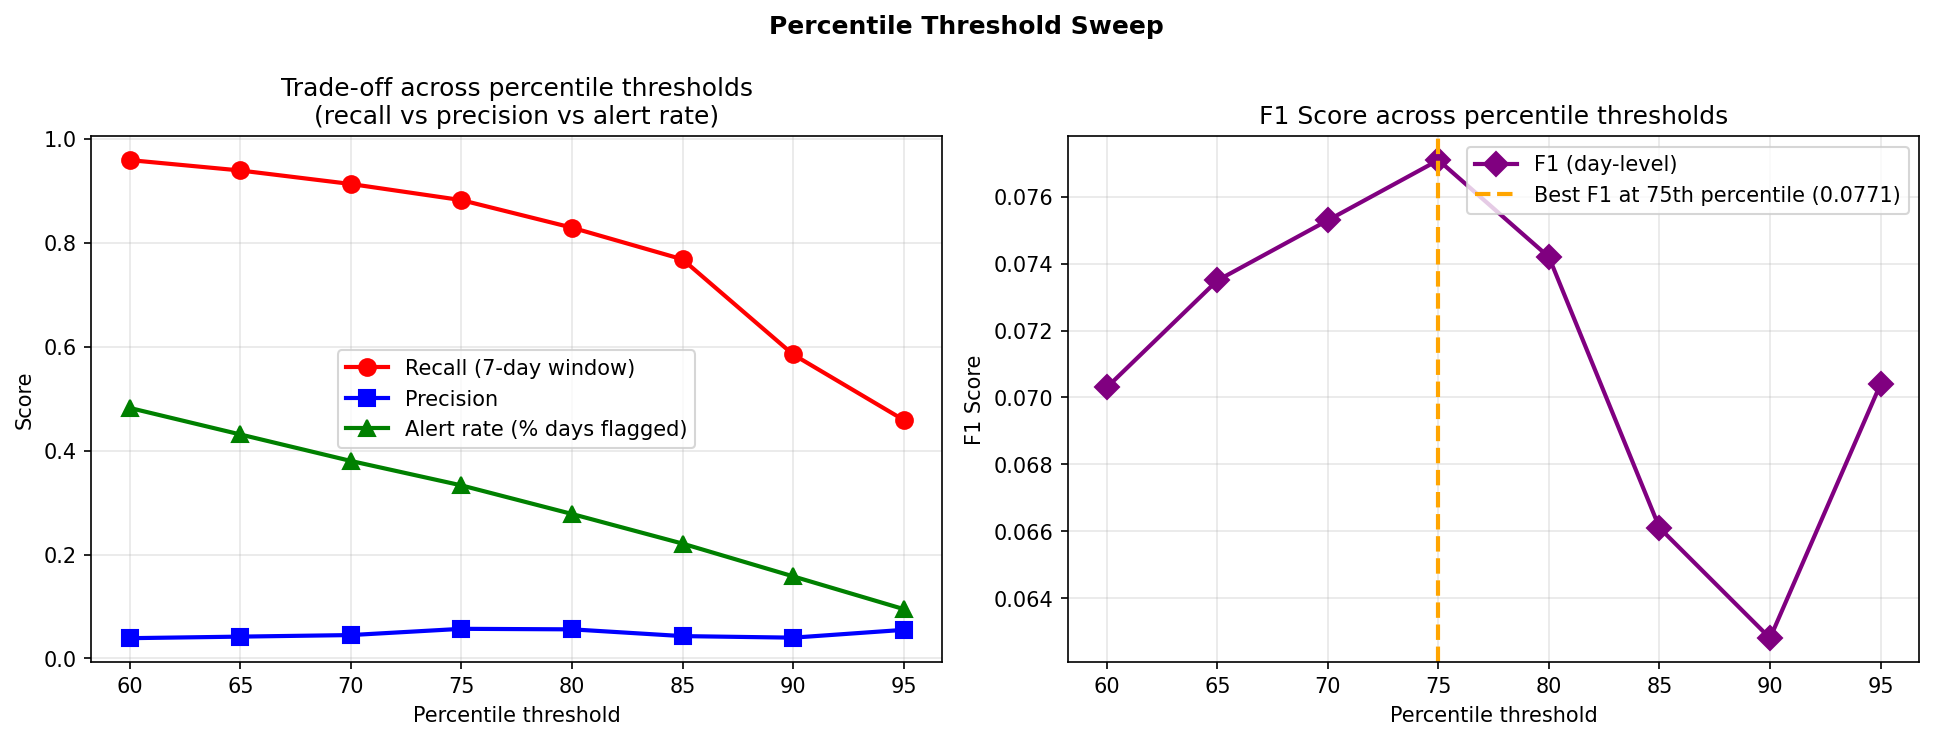 Percentile Threshold Sweep
Trade-off across percentile thresholds
(recall vs precision vs alert rate)
1.0
0.8
0.6
0.4
0.2
0.0
Score
Recall (7-day window)
Precision
Alert rate (% days flagged)
60 65 70 75 80 85 90 95
Percentile threshold
F1 Score across percentile thresholds
0.076
0.074
0.072
0.070
0.068
0.066
0.064
F1 Score
F1 (day-level)
Best F1 at 75th percentile (0.0771)
60 65 70 75 80 85 90 95
Percentile threshold